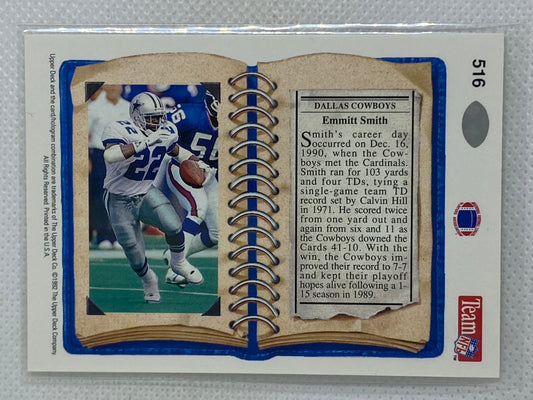 DALLAS COWBOYS
Emmitt Smith
Smith's career day
occurred on Dec. 16,
1990, when the Cow-
boys met the Cardinals.
Smith ran for 103 yards
and four TDs, tying a
single-game team TD
record set by Calvin Hill
in 1971. He scored twice
from one yard out and
again from six and 11 as
the Cowboys downed the
Cards 41-10. With
the win, the Cowboys im-
proved their record to 7-7
and kept their playoff
hopes alive following a 1-
15 season in 1989.
22
516
Team NFL
TM
Upper Deck and the card/hologram combination are trademarks of The Upper Deck Co. ©1992 The Upper Deck Company.
All Rights Reserved. Printed in the U.S.A.